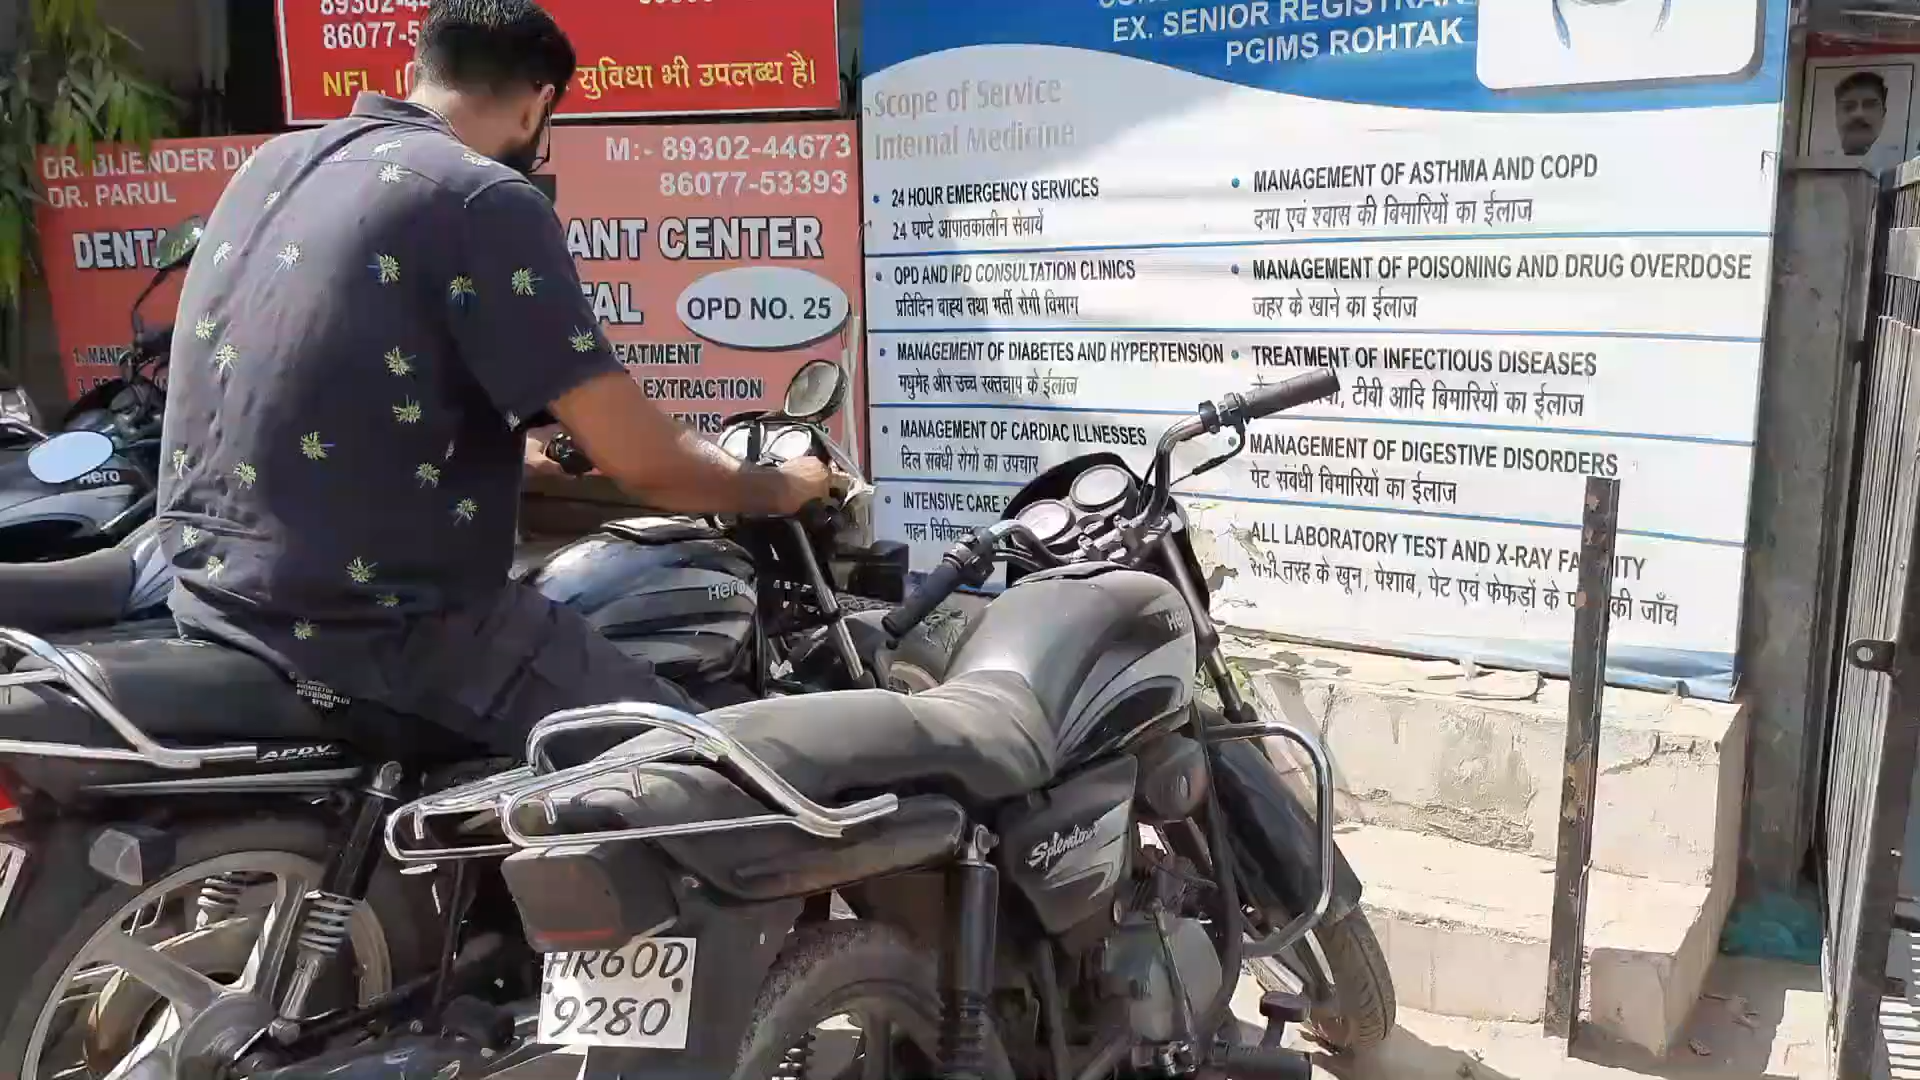 86077-5
NFL, सुविधा भी उपलब्ध है।
DR. BIJENDER
DR. PARUL
M:- 89302-44673
86077-53393
CENTER
OPD NO. 25
EXTRACTION
EX. SENIOR
PGIMS ROHTAK
Scope of Service
Internal Medicine
24 HOUR EMERGENCY SERVICES
24 घण्टे आपातकालीन सेवायें
OPD AND IPD CONSULTATION CLINICS
प्रतिदिन बाह्य तथा भर्ती रोगी विभाग
MANAGEMENT OF DIABETES AND HYPERTENSION
मधुमेह और उच्च रक्तचाप के ईलाज
MANAGEMENT OF CARDIAC ILLNESSES
दिल संबंधी रोगों का उपचार
INTENSIVE CARE
गहन
MANAGEMENT OF ASTHMA AND COPD
दमा एवं श्वास की बिमारियों का ईलाज
MANAGEMENT OF POISONING AND DRUG OVERDOSE
जहर के खाने का ईलाज
TREATMENT OF INFECTIOUS DISEASES
टीबी आदि बिमारियों का ईलाज
MANAGEMENT OF DIGESTIVE DISORDERS
पेट संबंधी बिमारियों का ईलाज
ALL LABORATORY TEST AND X-RAY
सभी तरह के खून, पेशाब, पेट एवं फेफडों के की जाँच
Hero
Hero
Splendor
HR60D
9280